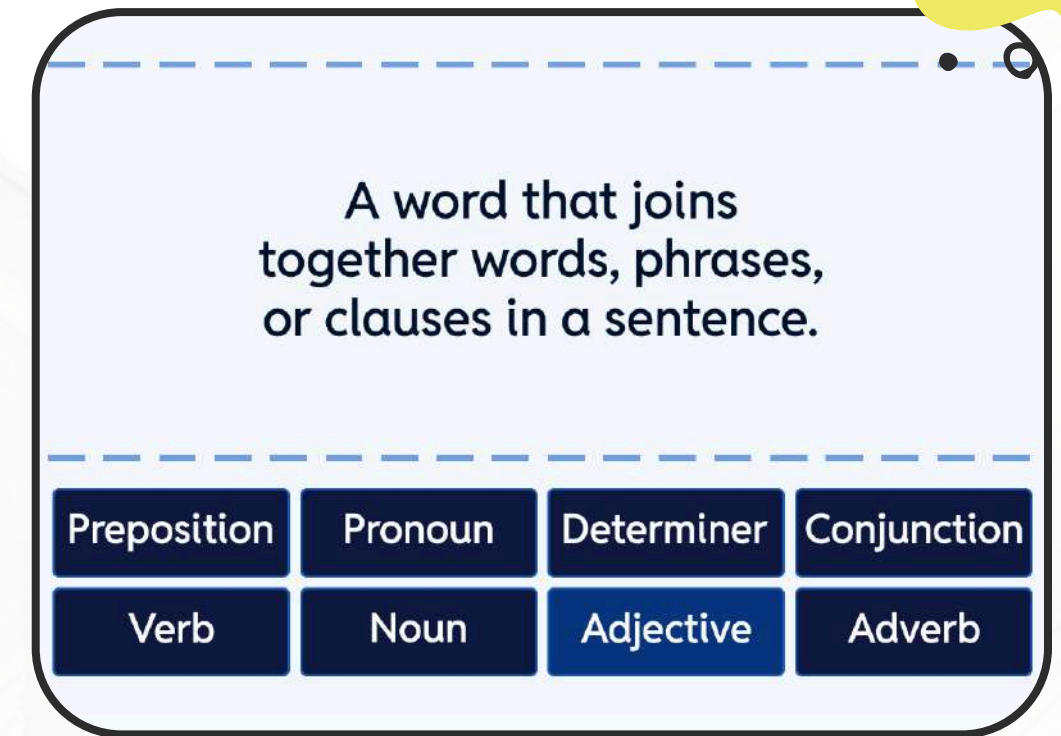 A word that joins
together words, phrases,
or clauses in a sentence.
Preposition Pronoun Determiner Conjunction
Verb Noun Adjective Adverb